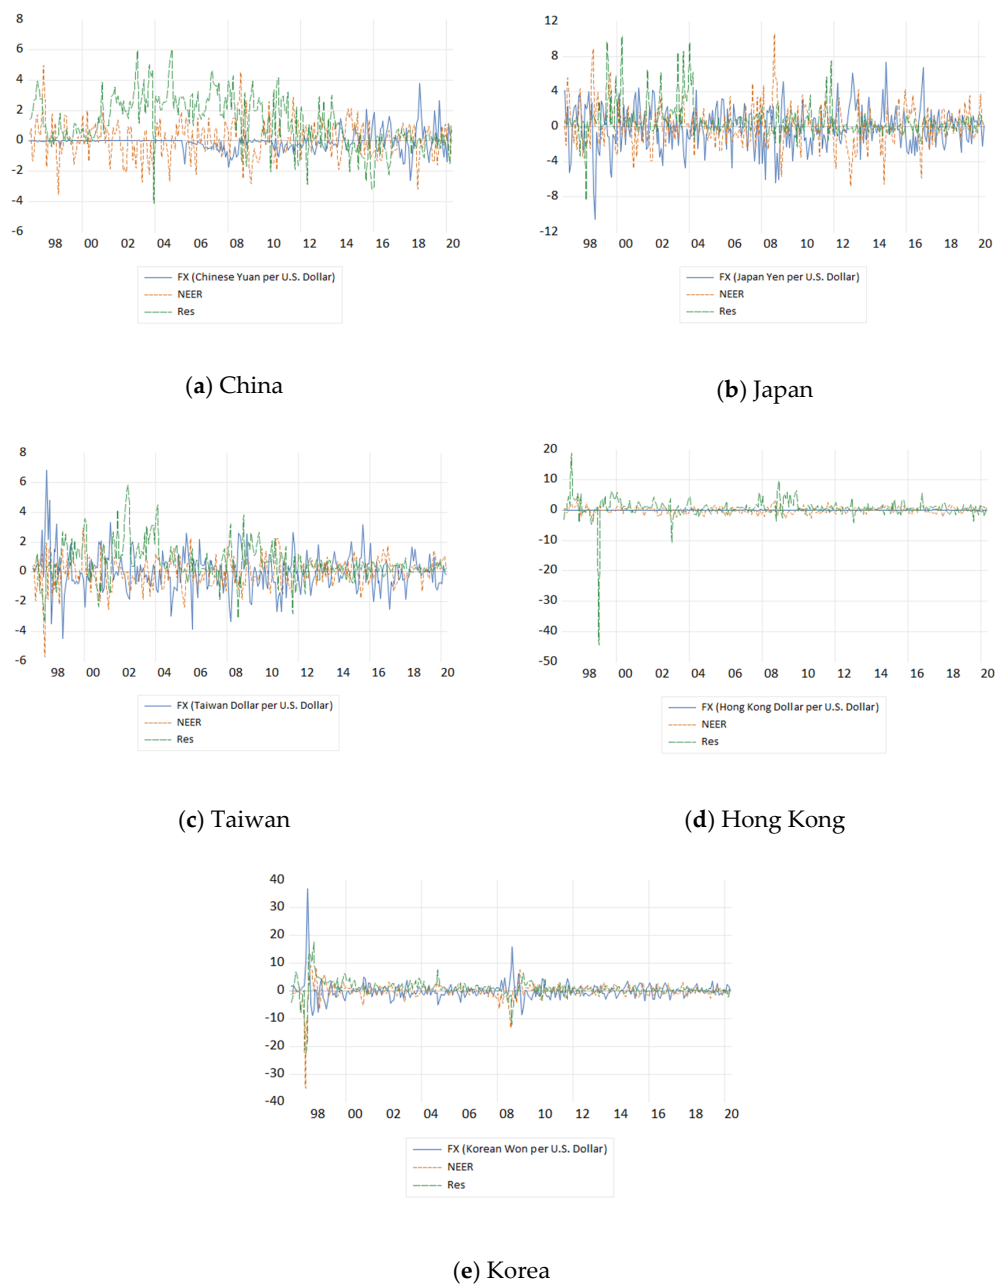 8
6
4
2
0
-2
-4
-6
98 00 02 04 06 08 10 12 14 16 18 20
FX (Chinese Yuan per U.S. Dollar)
NEER
Res
(a) China
12
8
4
0
-4
-8
-12
98 00 02 04 06 08 10 12 14 16 18 20
FX (Japan Yen per U.S. Dollar)
NEER
Res
(b) Japan
8
6
4
2
0
-2
-4
-6
98 00 02 04 06 08 10 12 14 16 18 20
FX (Taiwan Dollar per U.S. Dollar)
NEER
Res
(c) Taiwan
20
10
0
-10
-20
-30
-40
-50
98 00 02 04 06 08 10 12 14 16 18 20
FX (Hong Kong Dollar per U.S. Dollar)
NEER
Res
(d) Hong Kong
40
30
20
10
0
-10
-20
-30
-40
98 00 02 04 06 08 10 12 14 16 18 20
FX (Korean Won per U.S. Dollar)
NEER
Res
(e) Korea